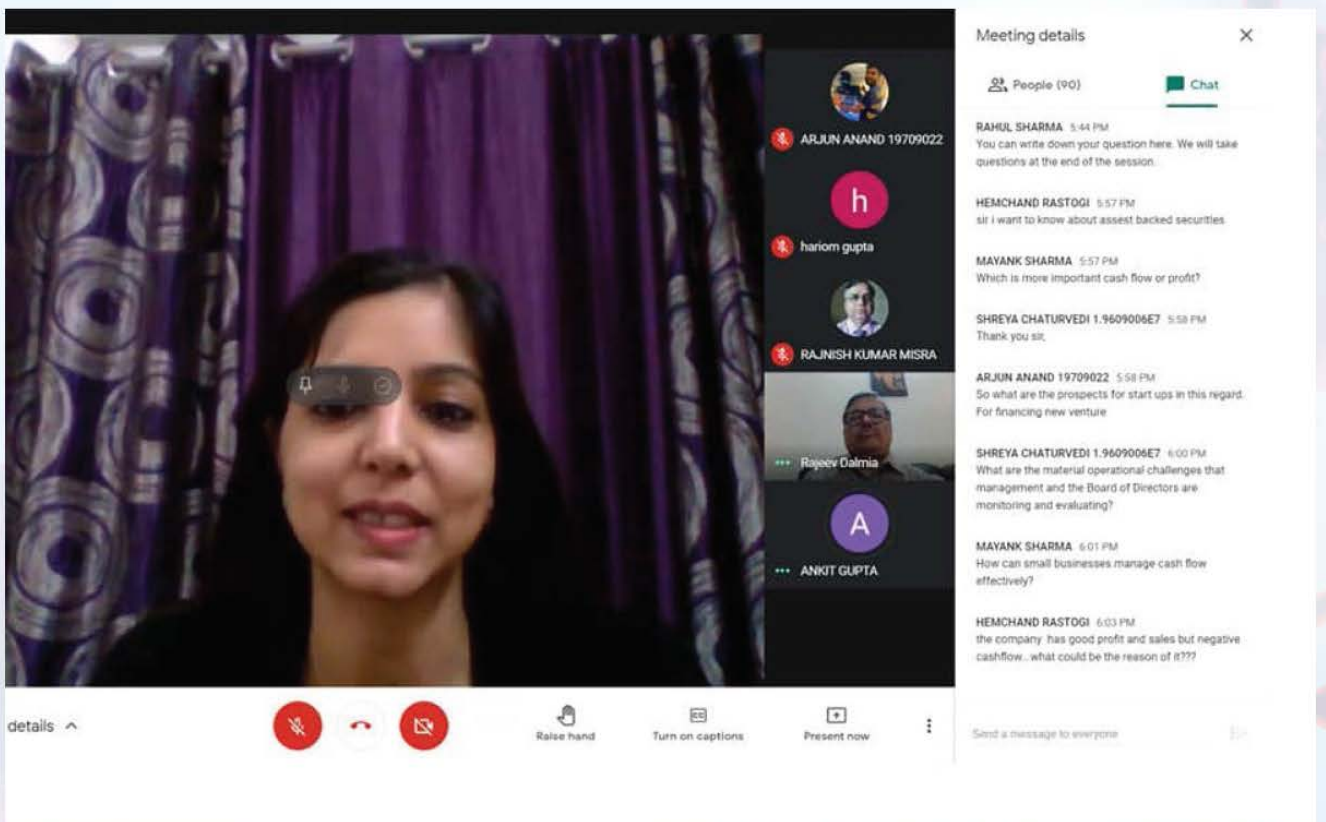 Meeting details
People (90)
Chat
RAHUL SHARMA 5:44 PM
You can write down your question here. We will take
questions at the end of the session.
HEMCHAND RASTOGI 5:57 PM
sir i want to know about assest backed securities
MAYANK SHARMA 5:57 PM
Which is more important cash flow or profit?
SHREYA CHATURVEDI 1.9609006E7 5:58 PM
Thank you sir,
ARJUN ANAND 19709022 5:58 PM
So what are the prospects for start ups in this regard.
For financing new venture
SHREYA CHATURVEDI 1.9609006E7 6:00 PM
What are the material operational challenges that
management and the Board of Directors are
monitoring and evaluating?
MAYANK SHARMA 6:01 PM
How can small businesses manage cash flow
effectively?
HEMCHAND RASTOGI 6:03 PM
the company has good profit and sales but negative
cashflow...what could be the reason of it???
Send a message to everyone
ARJUN ANAND 19709022
h
hariom gupta
RAJNISH KUMAR MISRA
Rajeev Dalmia
A
ANKIT GUPTA
details
Raise hand
CC
Turn on captions
Present now